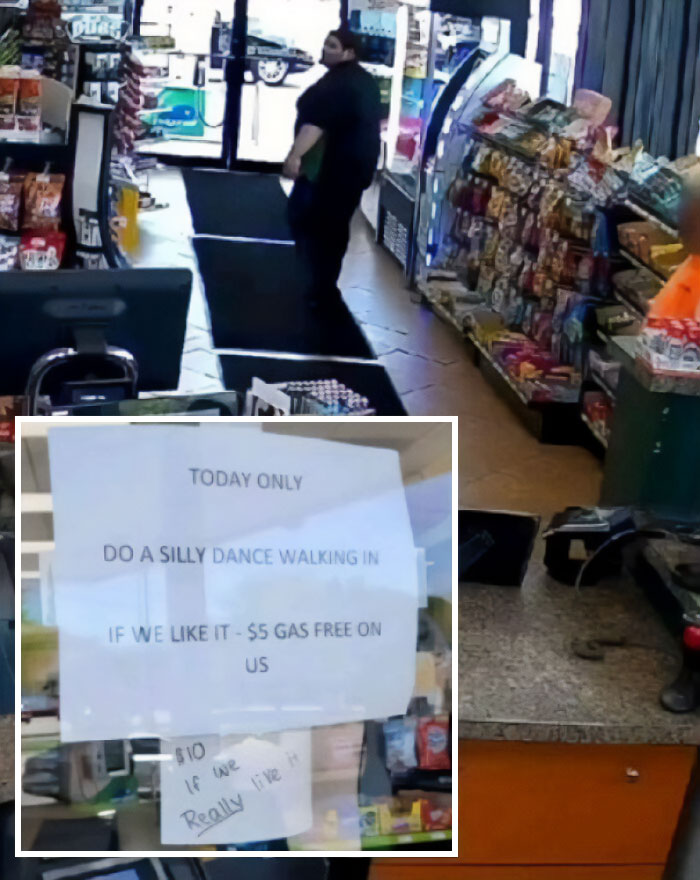 TODAY ONLY
DO A SILLY DANCE WALKING IN
IF WE LIKE IT - $5 GAS FREE ON
US
$10
If we
Really like it